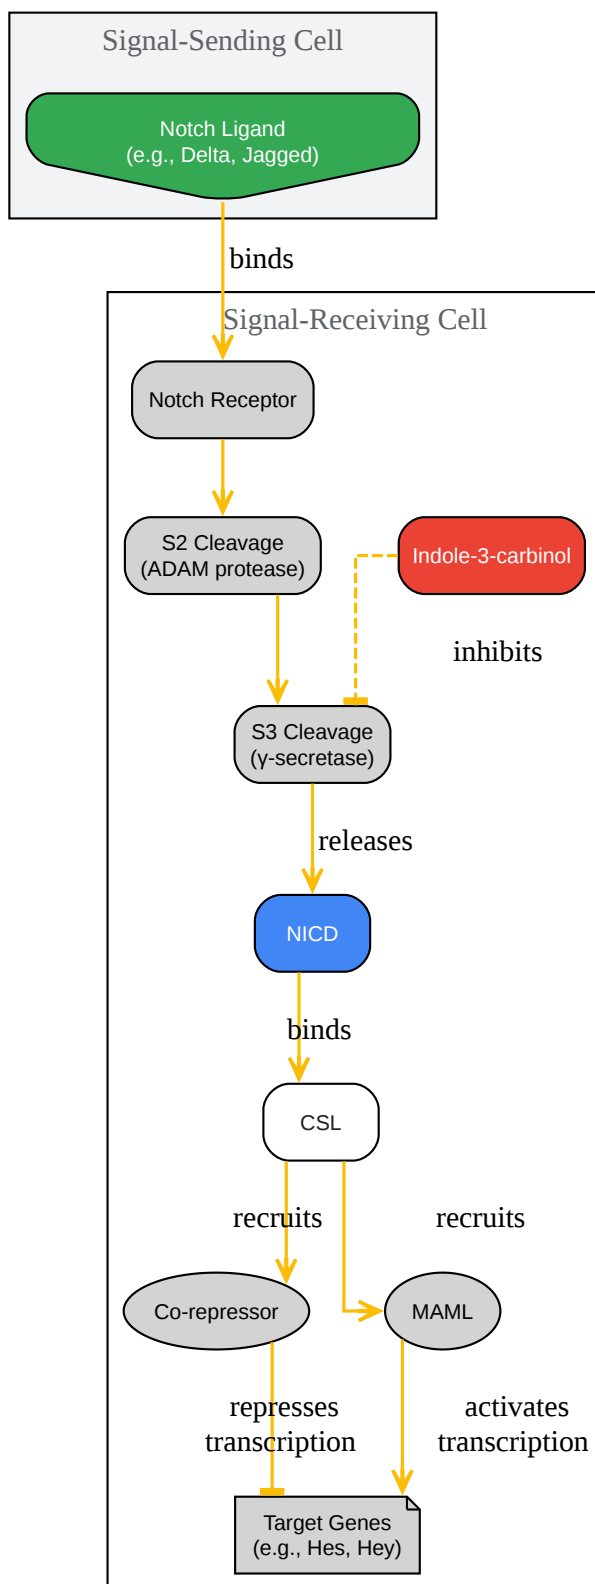 Signal-Sending Cell
Notch Ligand
(e.g., Delta, Jagged)
binds
Signal-Receiving Cell
Notch Receptor
S2 Cleavage
(ADAM protease)
Indole-3-carbinol
inhibits
S3 Cleavage
(γ-secretase)
releases
NICD
binds
CSL
recruits
recruits
Co-repressor
MAML
represses
transcription
activates
transcription
Target Genes
(e.g., Hes, Hey)